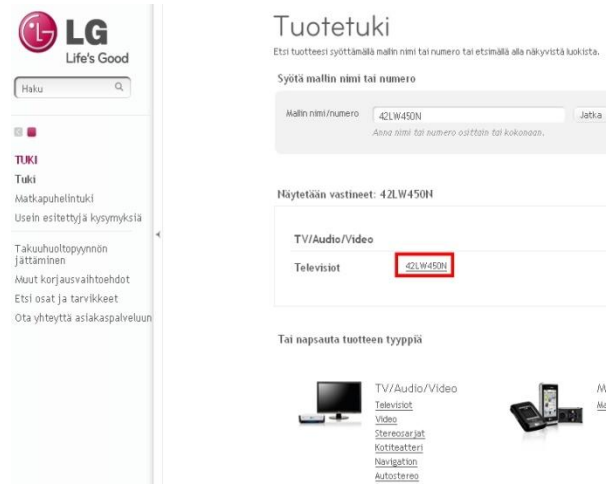 LG
Life's Good
Haku
TUKI
Tuki
Matkapuhelintuki
Usein esitettyjä kysymyksiä
Takuuhuoltopyynnön
jättäminen
Muut korjausvaihtoehdot
Etsi osat ja tarvikkeet
Ota yhteyttä asiakaspalveluun
Tuotetuki
Etsi tuotteesi syöttämällä mallin nimi tai numero tai etsimällä alla näkyvistä luokista.
Syötä mallin nimi tai numero
Mallin nimi/numero 42LW450N Jatka
Anna nimi tai numero osittain tai kokonaan.
Näytetään vastineet: 42LW450N
TV/Audio/Video
Televisiot 42LW450N
Tai napsauta tuotteen tyyppiä
TV/Audio/Video
Televisiot
Video
Stereosarjat
Kotiteatteri
Navigation
Autostereo